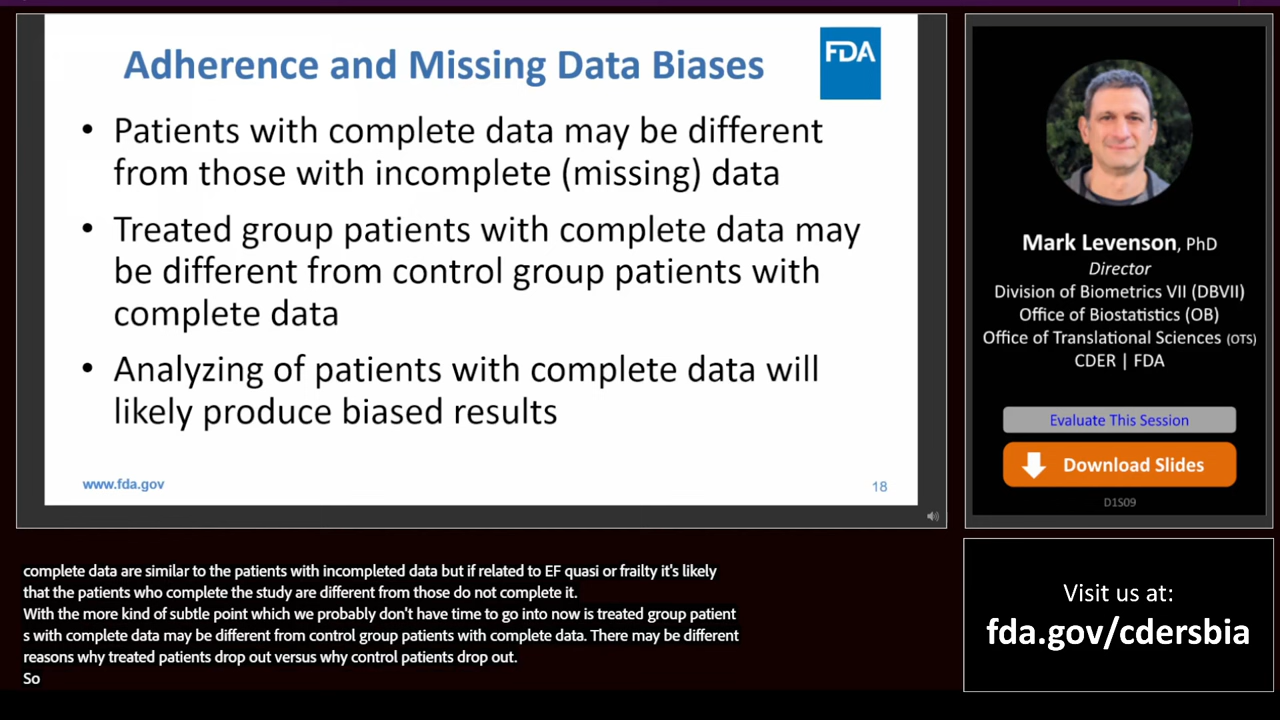 Adherence and Missing Data Biases
FDA
• Patients with complete data may be different
from those with incomplete (missing) data
• Treated group patients with complete data may
be different from control group patients with
complete data
• Analyzing of patients with complete data will
likely produce biased results
www.fda.gov
18
Mark Levenson, PhD
Director
Division of Biometrics VII (DBVII)
Office of Biostatistics (OB)
Office of Translational Sciences (OTS)
CDER | FDA
Evaluate This Session
Download Slides
D1S09
complete data are similar to the patients with incompleted data but if related to EF quasi or frailty it's likely
that the patients who complete the study are different from those do not complete it.
With the more kind of subtle point which we probably don't have time to go into now is treated group patient
s with complete data may be different from control group patients with complete data. There may be different
reasons why treated patients drop out versus why control patients drop out.
So
Visit us at:
fda.gov/cdersbia